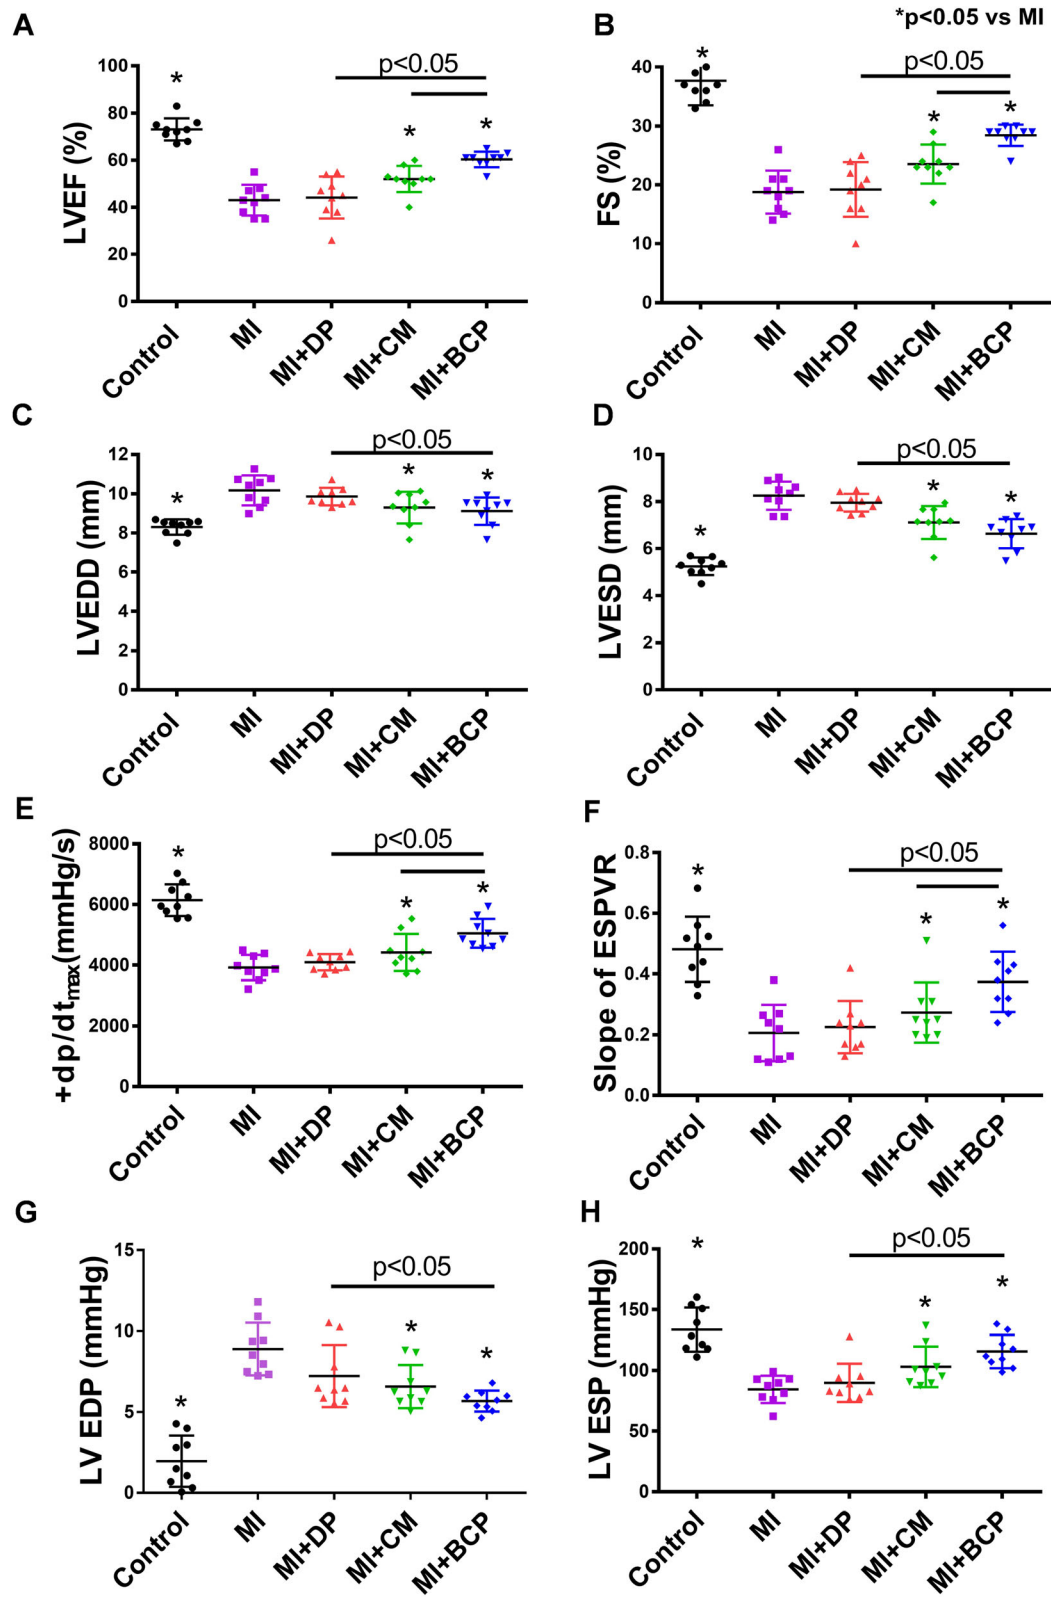 *p<0.05 vs MI
A
LVEF (%)
100
80
60
40
20
0
*
*
*
p<0.05
Control
MI
MI+DP
MI+CM
MI+BCP
B
FS (%)
40
30
20
10
0
*
*
*
p<0.05
Control
MI
MI+DP
MI+CM
MI+BCP
C
LVEDD (mm)
12
10
8
6
4
2
0
*
*
*
p<0.05
Control
MI
MI+DP
MI+CM
MI+BCP
D
LVESD (mm)
10
8
6
4
2
0
*
*
*
p<0.05
Control
MI
MI+DP
MI+CM
MI+BCP
E
+dp/dtmax(mmHg/s)
8000
6000
4000
2000
0
*
*
*
p<0.05
Control
MI
MI+DP
MI+CM
MI+BCP
F
Slope of ESPVR
0.8
0.6
0.4
0.2
0.0
*
*
*
p<0.05
Control
MI
MI+DP
MI+CM
MI+BCP
G
LV EDP (mmHg)
15
10
5
0
*
*
*
p<0.05
Control
MI
MI+DP
MI+CM
MI+BCP
H
LV ESP (mmHg)
200
150
100
50
0
*
*
*
p<0.05
Control
MI
MI+DP
MI+CM
MI+BCP